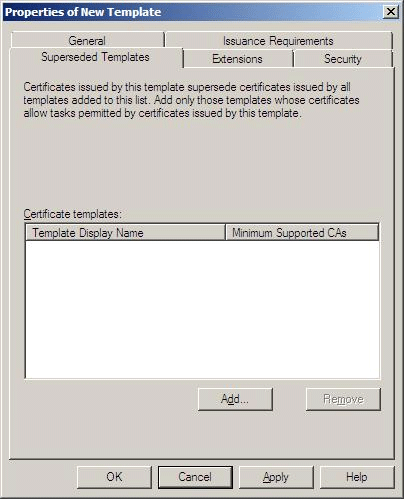 Properties of New Template
General Issuance Requirements
Superseded Templates Extensions Security
Certificates issued by this template supersede certificates issued by all
templates added to this list. Add only those templates whose certificates
allow tasks permitted by certificates issued by this template.
Certificate templates:
Template Display Name Minimum Supported CAs
Add... Remove
OK Cancel Apply Help